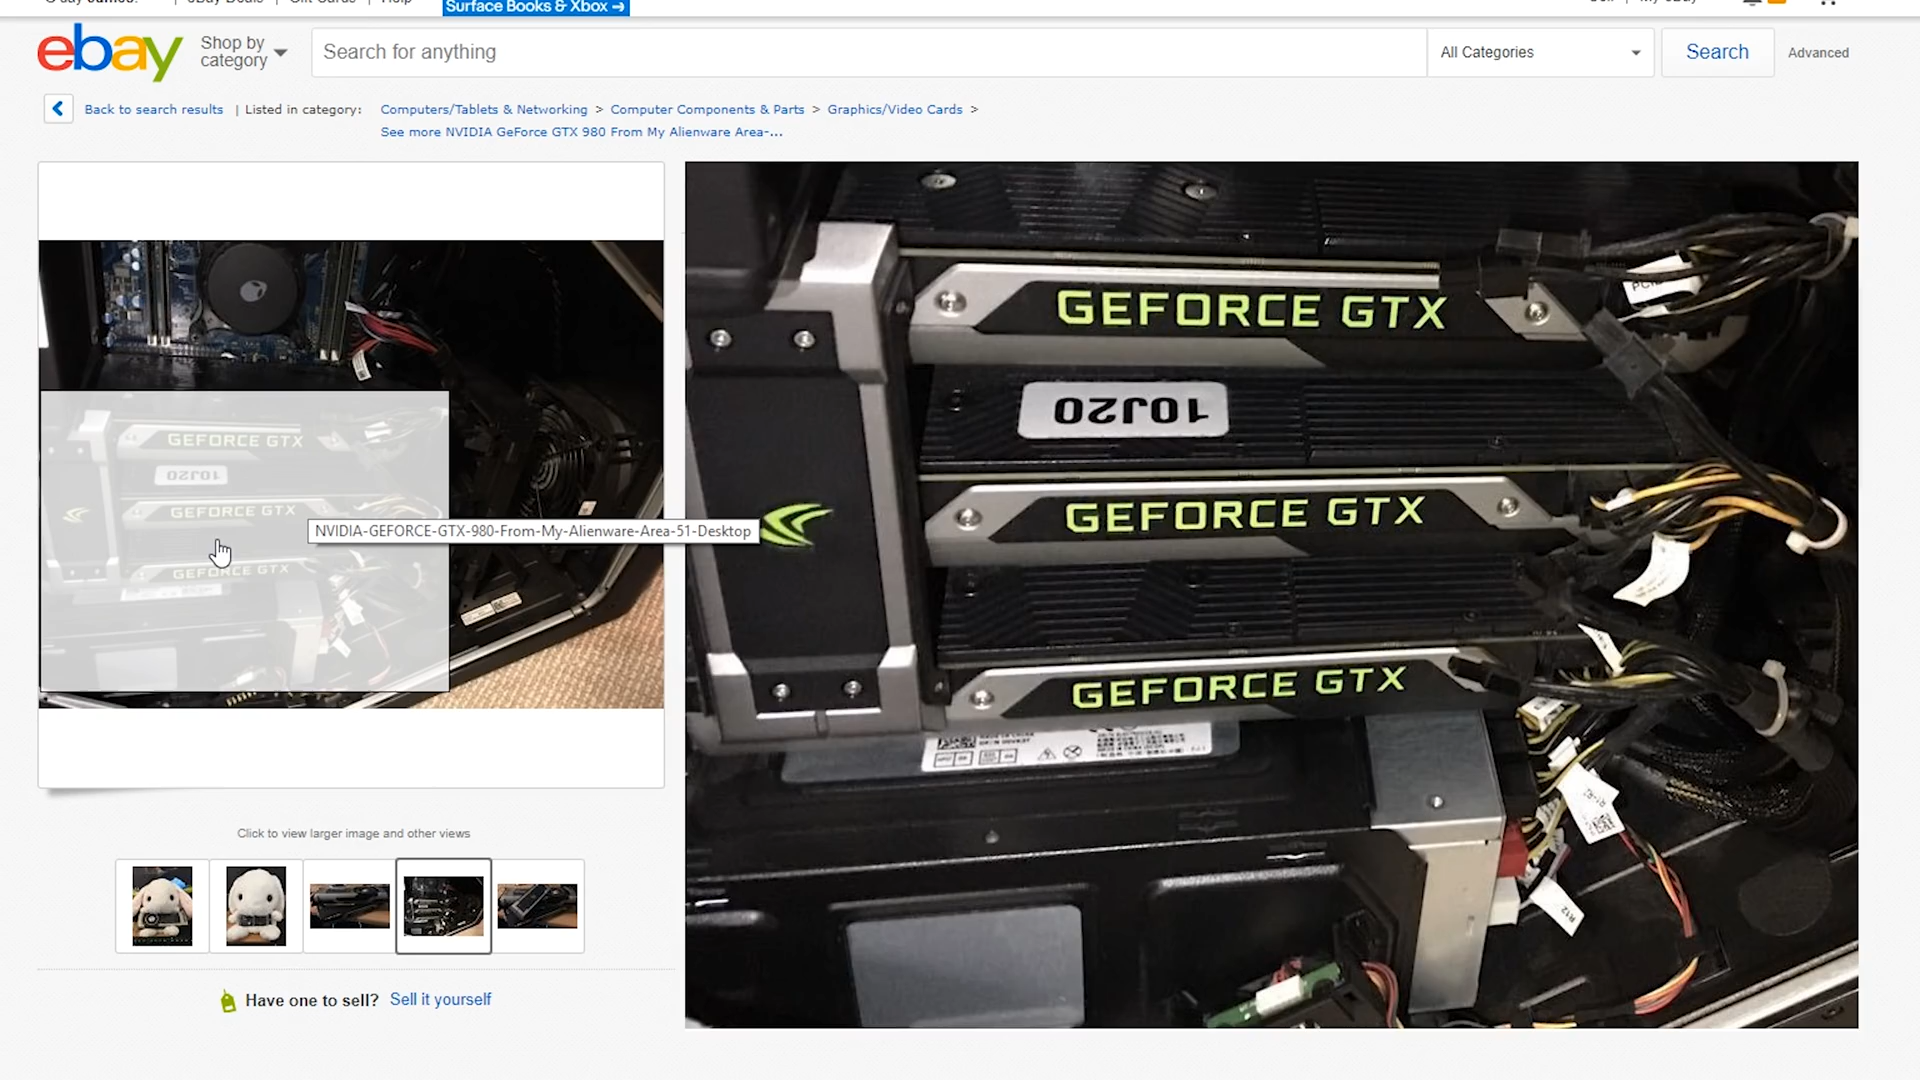 Surface Books & Xbox →
ebay
Shop by
category
Search for anything
All Categories
Search
Advanced
Back to search results | Listed in category:
Computers/Tablets & Networking > Computer Components & Parts > Graphics/Video Cards >
See more NVIDIA GeForce GTX 980 From My Alienware Area-...
GEFORCE GTX
10J20
GEFORCE GTX
GEFORCE GTX
NVIDIA-GEFORCE-GTX-980-From-My-Alienware-Area-51-Desktop
GEFORCE GTX
10J20
GEFORCE GTX
GEFORCE GTX
R12
Click to view larger image and other views
Have one to sell? Sell it yourself